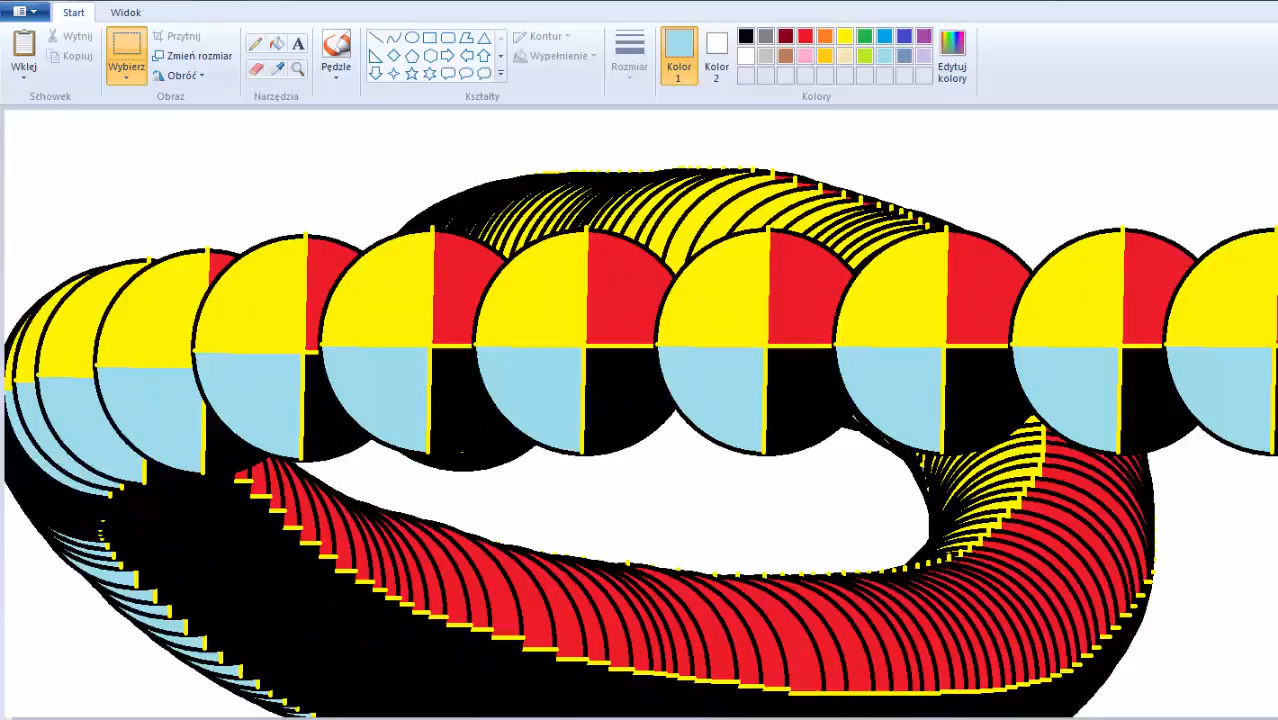 Start
Widok
Wklej
Wytnij
Kopiuj
Schowek
Wybierz
Przytnij
Zmień rozmiar
Obróć
Obraz
A
Narzędzia
Pędzle
Kontur
Wypełnienie
Kształty
Rozmiar
Kolor
1
Kolor
2
Edytuj
kolory
Kolory